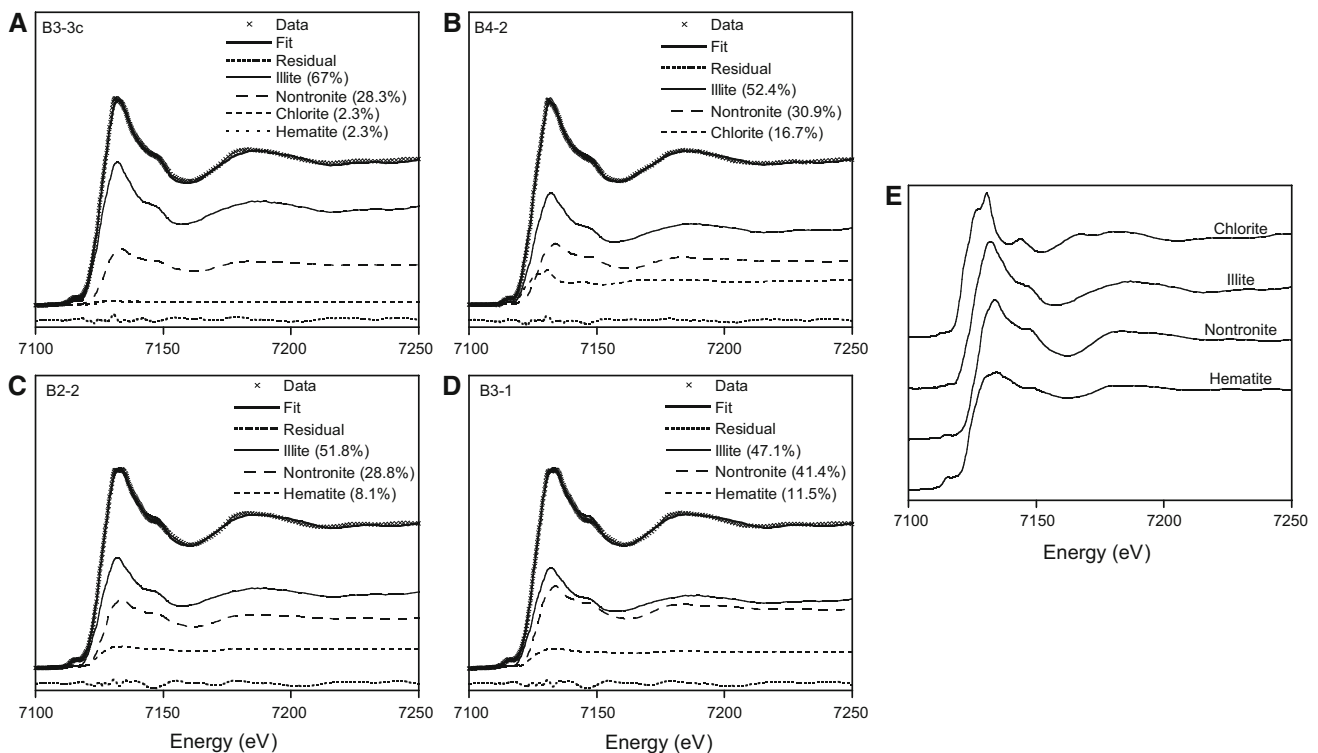 A
B3-3c
Data
Fit
Residual
Illite (67%)
Nontronite (28.3%)
Chlorite (2.3%)
Hematite (2.3%)
7100
7150
7200
7250
B
B4-2
Data
Fit
Residual
Illite (52.4%)
Nontronite (30.9%)
Chlorite (16.7%)
7100
7150
7200
7250
C
B2-2
Data
Fit
Residual
Illite (51.8%)
Nontronite (28.8%)
Hematite (8.1%)
7100
7150
7200
7250
Energy (eV)
D
B3-1
Data
Fit
Residual
Illite (47.1%)
Nontronite (41.4%)
Hematite (11.5%)
7100
7150
7200
7250
Energy (eV)
E
Chlorite
Illite
Nontronite
Hematite
7100
7150
7200
7250
Energy (eV)